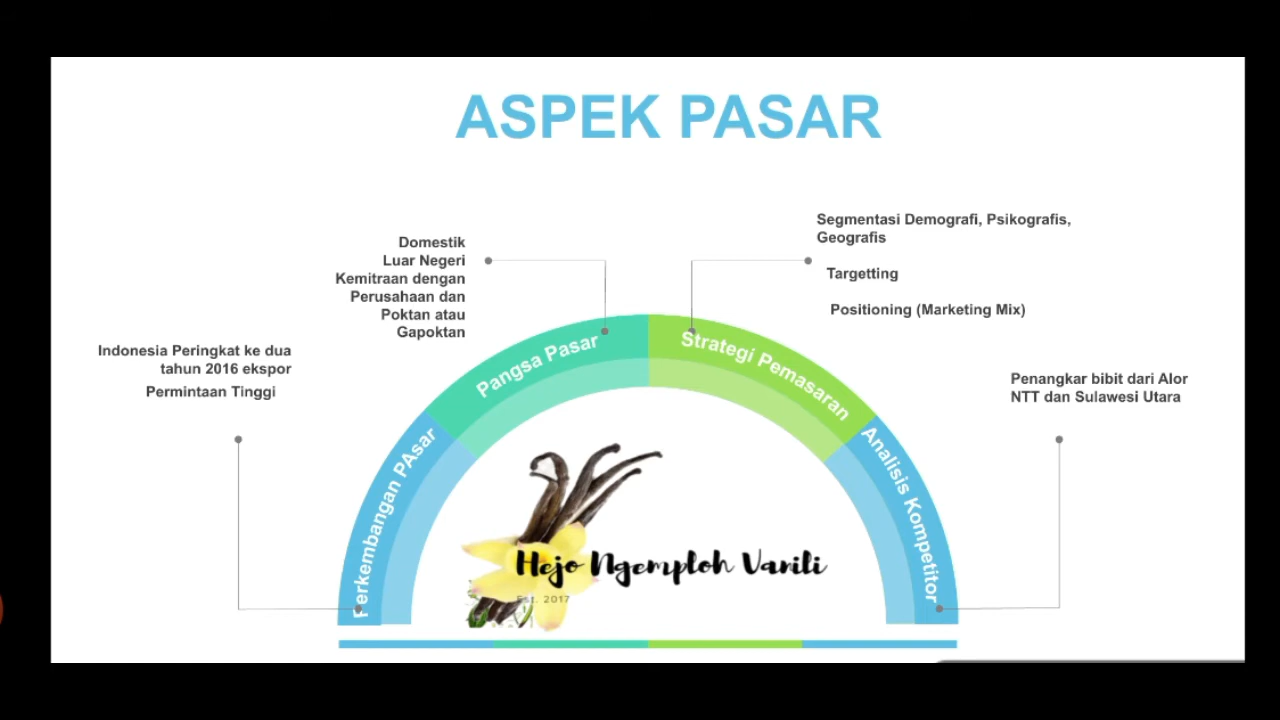 ASPEK PASAR
Domestik
Luar Negeri
Kemitraan dengan
Perusahaan dan
Poktan atau
Gapoktan
Segmentasi Demografi, Psikografis,
Geografis
Targetting
Positioning (Marketing Mix)
Indonesia Peringkat ke dua
tahun 2016 ekspor
Permintaan Tinggi
Penangkar bibit dari Alor
NTT dan Sulawesi Utara
Perkembangan PAsar
Pangsa Pasar
Strategi Pemasaran
Analisis Kompetitor
Hejo Ngemploh Vanili
Est. 2017